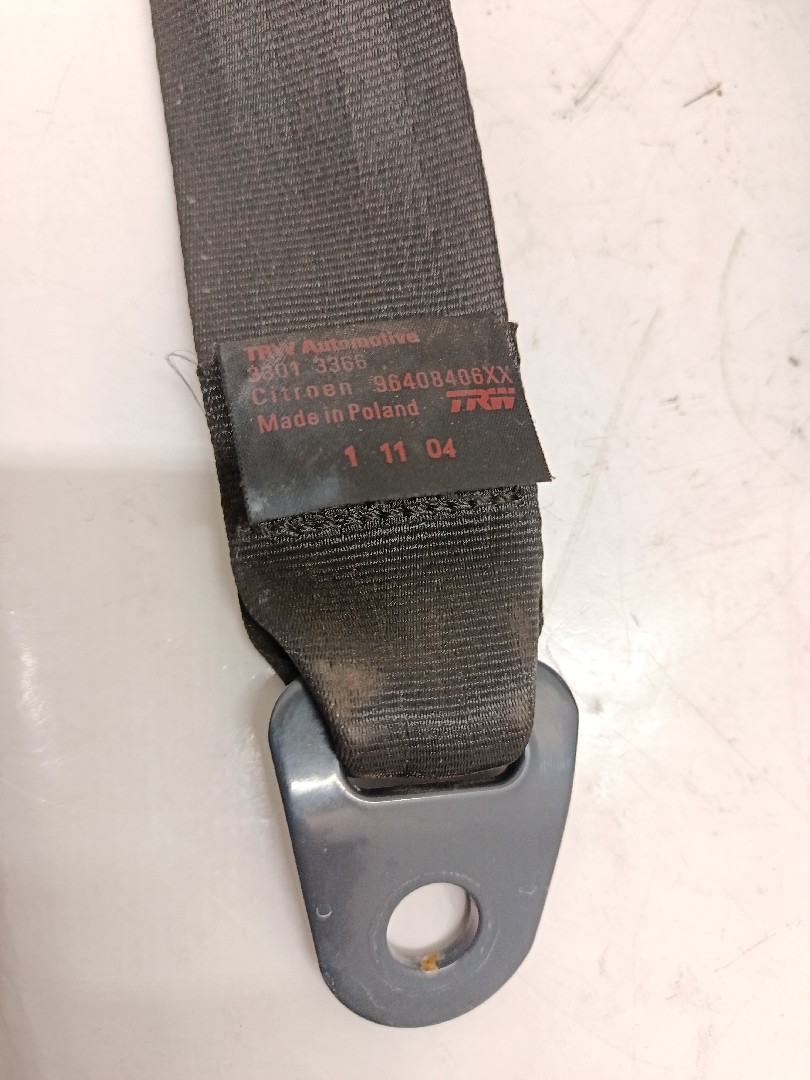 TRW Automotive
3301 3366
Citroen 96408406XX
Made in Poland TRW
1 11 04